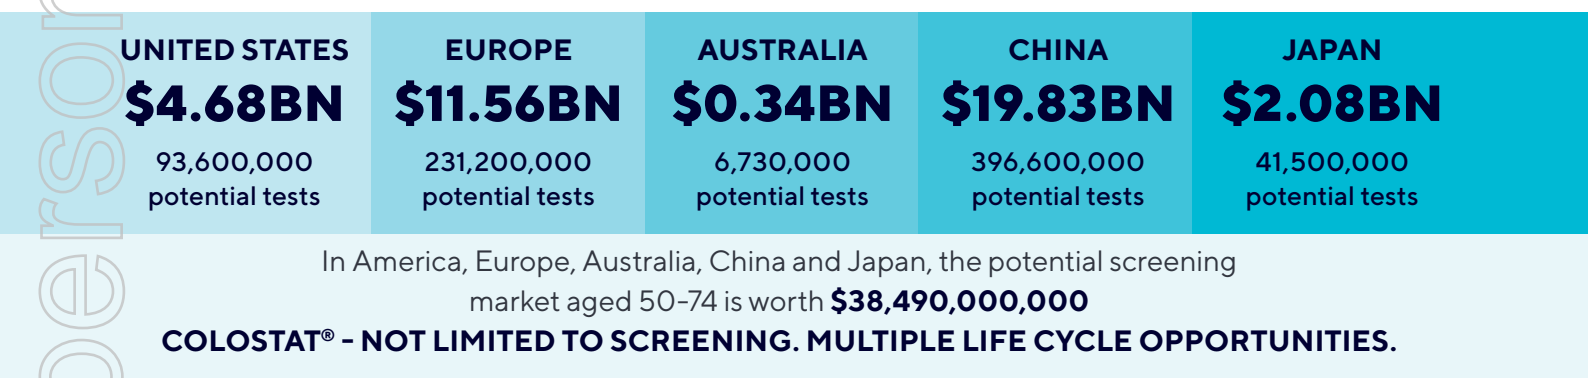 UNITED STATES
$4.68BN
93,600,000
potential tests
EUROPE
$11.56BN
231,200,000
potential tests
AUSTRALIA
$0.34BN
6,730,000
potential tests
CHINA
$19.83BN
396,600,000
potential tests
JAPAN
$2.08BN
41,500,000
potential tests
In America, Europe, Australia, China and Japan, the potential screening
market aged 50-74 is worth $38,490,000,000
COLOSTAT® - NOT LIMITED TO SCREENING. MULTIPLE LIFE CYCLE OPPORTUNITIES.